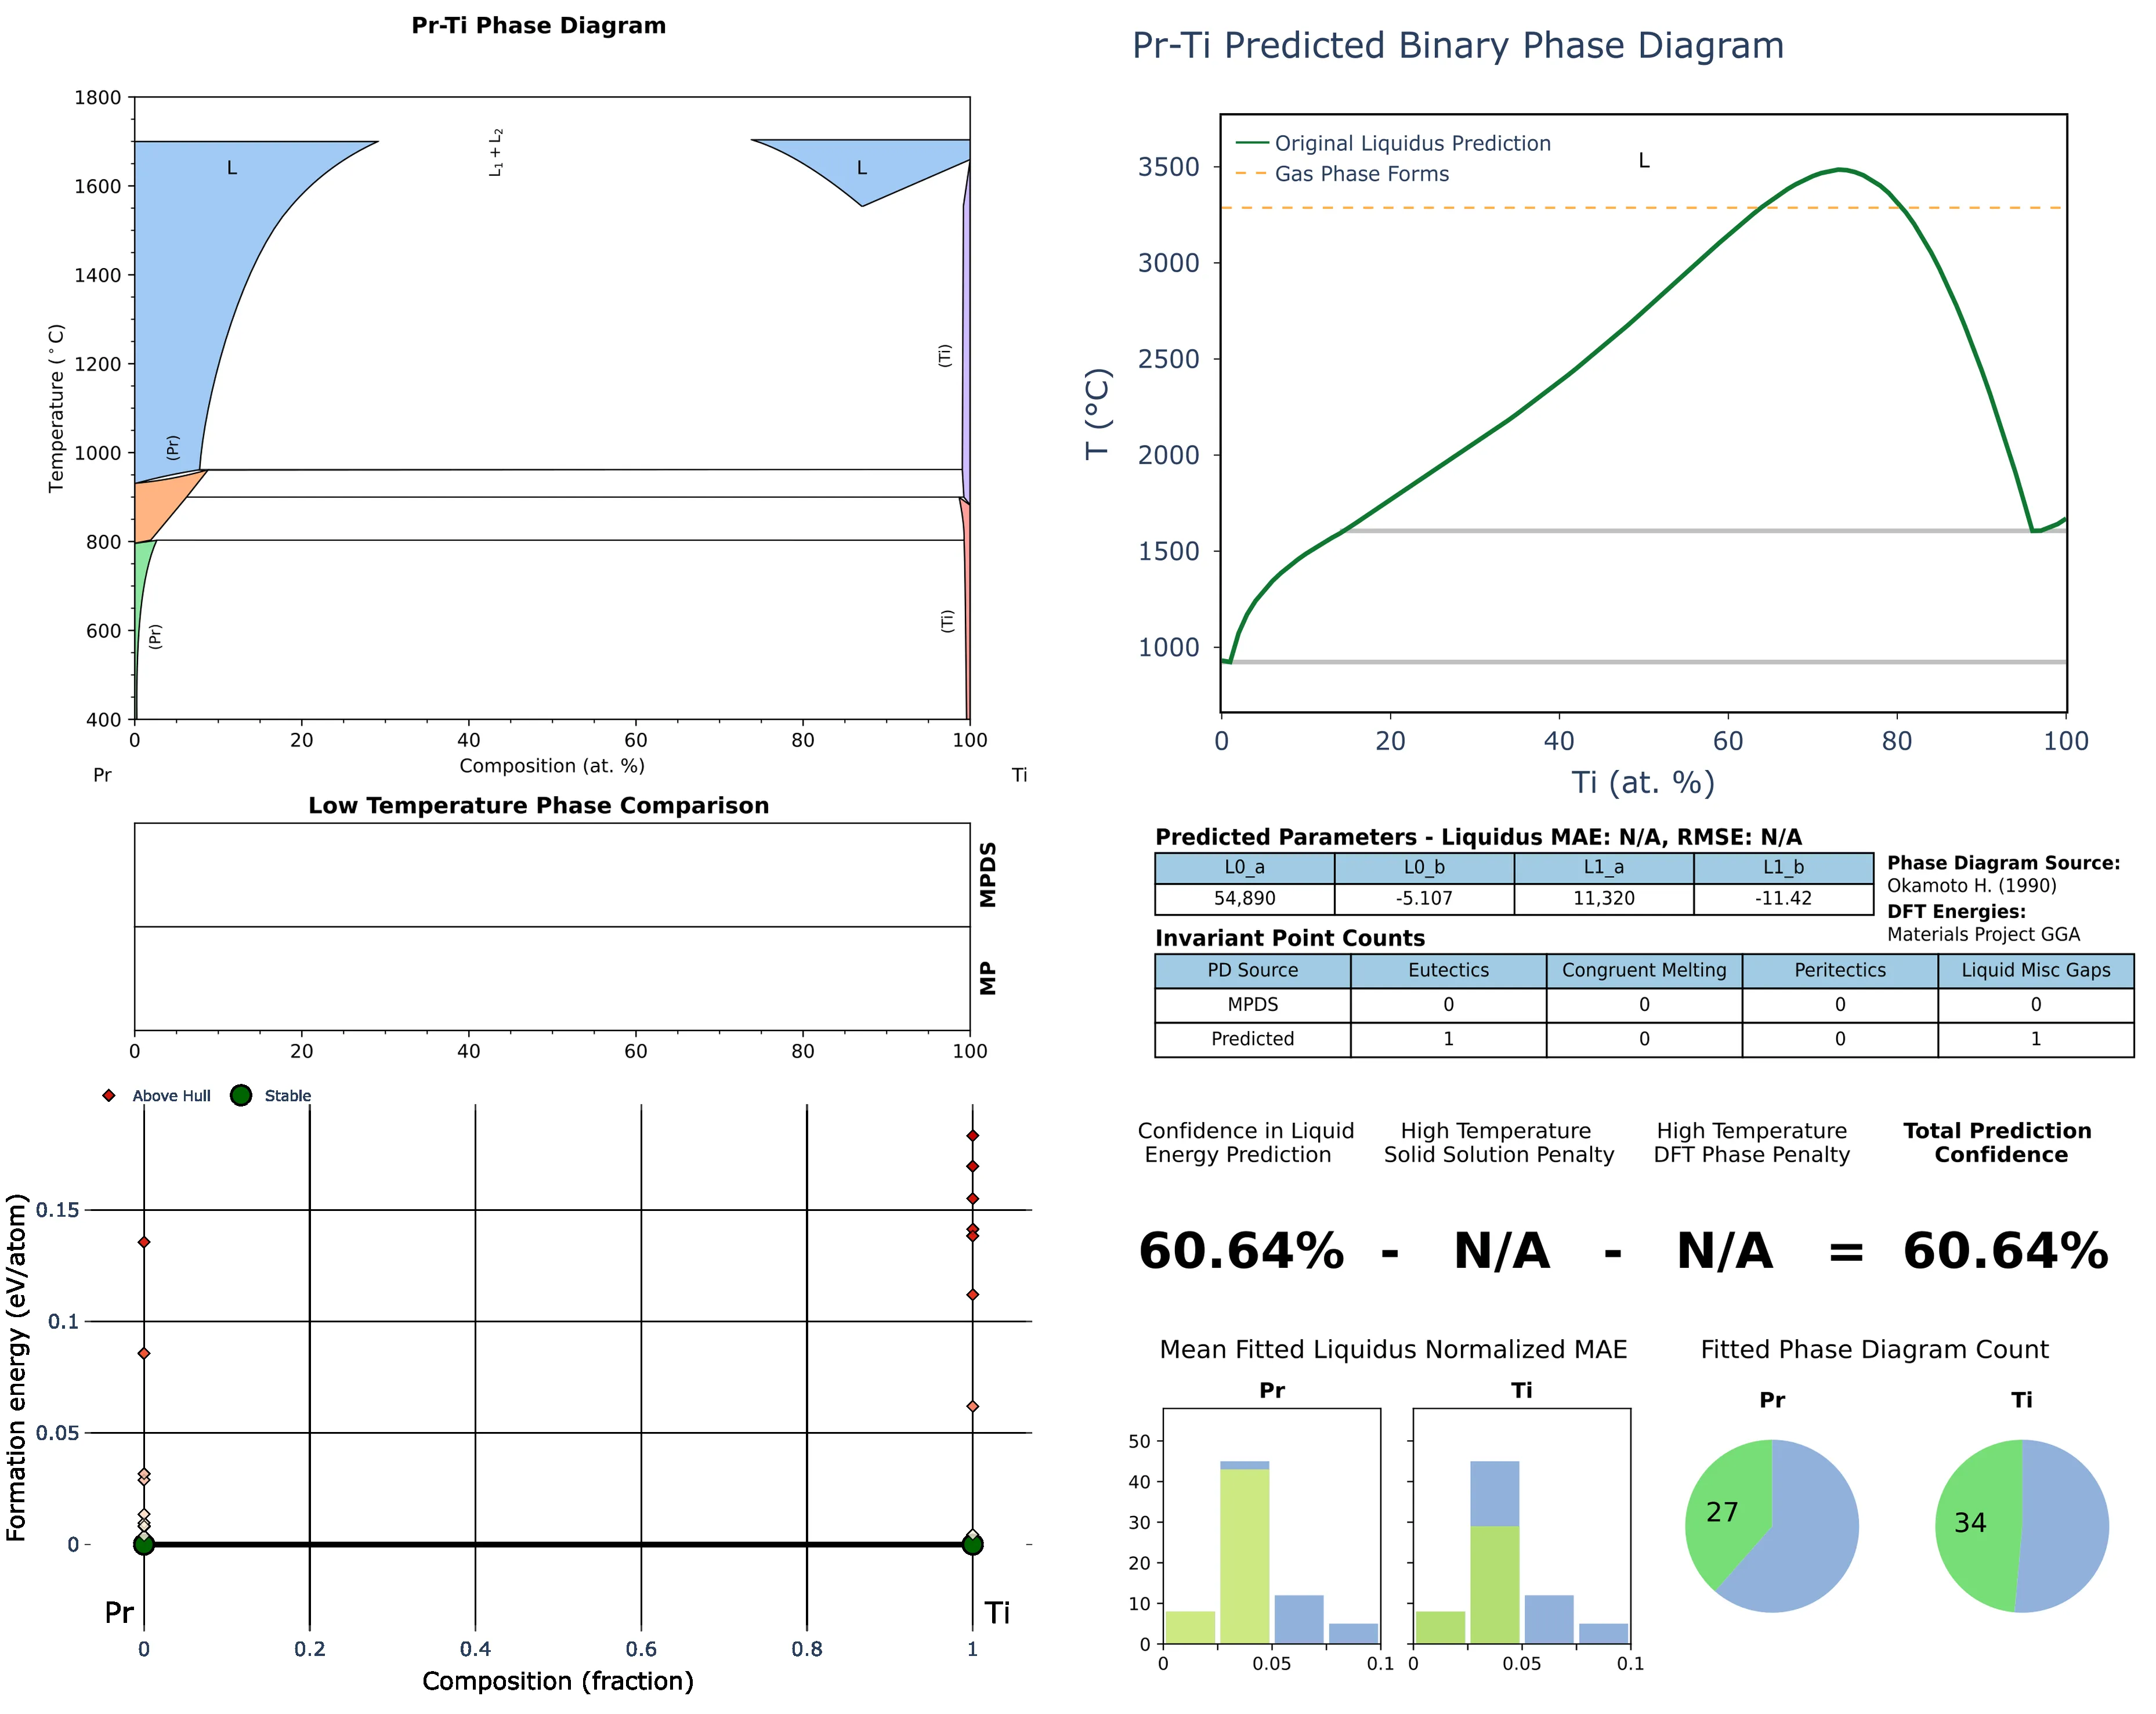 Pr-Ti Phase Diagram
1800
1600
1400
1200
1000
800
600
400
Temperature (°C)
L
L₁ + L₂
L
(Ti)
(Pr)
(Pr)
(Ti)
0 20 40 60 80 100
Composition (at. %)
Pr Ti
Low Temperature Phase Comparison
MPDS
MP
0 20 40 60 80 100
Above Hull Stable
0.15
0.1
0.05
0
Formation energy (eV/atom)
Pr Ti
0 0.2 0.4 0.6 0.8 1
Composition (fraction)
Pr-Ti Predicted Binary Phase Diagram
Original Liquidus Prediction
Gas Phase Forms
L
3500
3000
2500
2000
1500
1000
T (°C)
0 20 40 60 80 100
Ti (at. %)
Predicted Parameters - Liquidus MAE: N/A, RMSE: N/A
L0_a L0_b L1_a L1_b
54,890 -5.107 11,320 -11.42
Phase Diagram Source:
Okamoto H. (1990)
DFT Energies:
Materials Project GGA
Invariant Point Counts
PD Source Eutectics Congruent Melting Peritectics Liquid Misc Gaps
MPDS 0 0 0 0
Predicted 1 0 0 1
Confidence in Liquid
Energy Prediction
High Temperature
Solid Solution Penalty
High Temperature
DFT Phase Penalty
Total Prediction
Confidence
60.64% - N/A - N/A = 60.64%
Mean Fitted Liquidus Normalized MAE
Pr Ti
50
40
30
20
10
0
0 0.05 0.1 0 0.05 0.1
Fitted Phase Diagram Count
Pr Ti
27 34